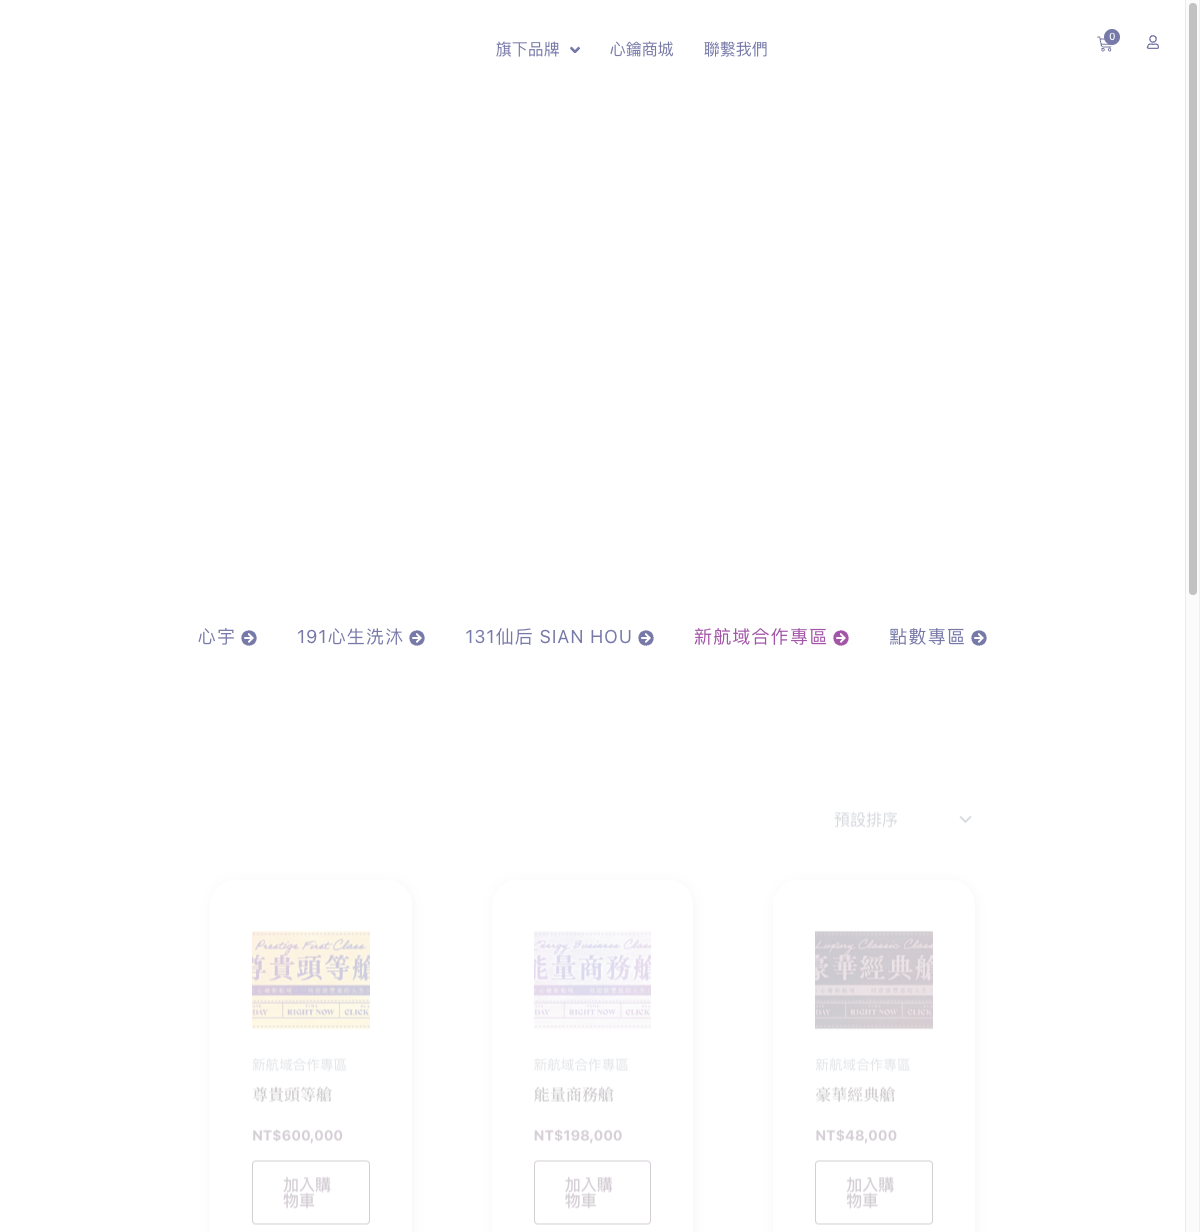 旗下品牌
心鑰商城
聯繫我們
0
心宇
191心生洗沐
131仙后 SIAN HOU
新航域合作專區
點數專區
預設排序
Prestige First Class
尊貴頭等艙
DAY
RIGHT NOW
CLICK
新航域合作專區
尊貴頭等艙
NT$600,000
加入購
物車
Energy Business Class
能量商務艙
DAY
RIGHT NOW
CLICK
新航域合作專區
能量商務艙
NT$198,000
加入購
物車
Classic Class
豪華經典艙
DAY
RIGHT NOW
CLICK
新航域合作專區
豪華經典艙
NT$48,000
加入購
物車